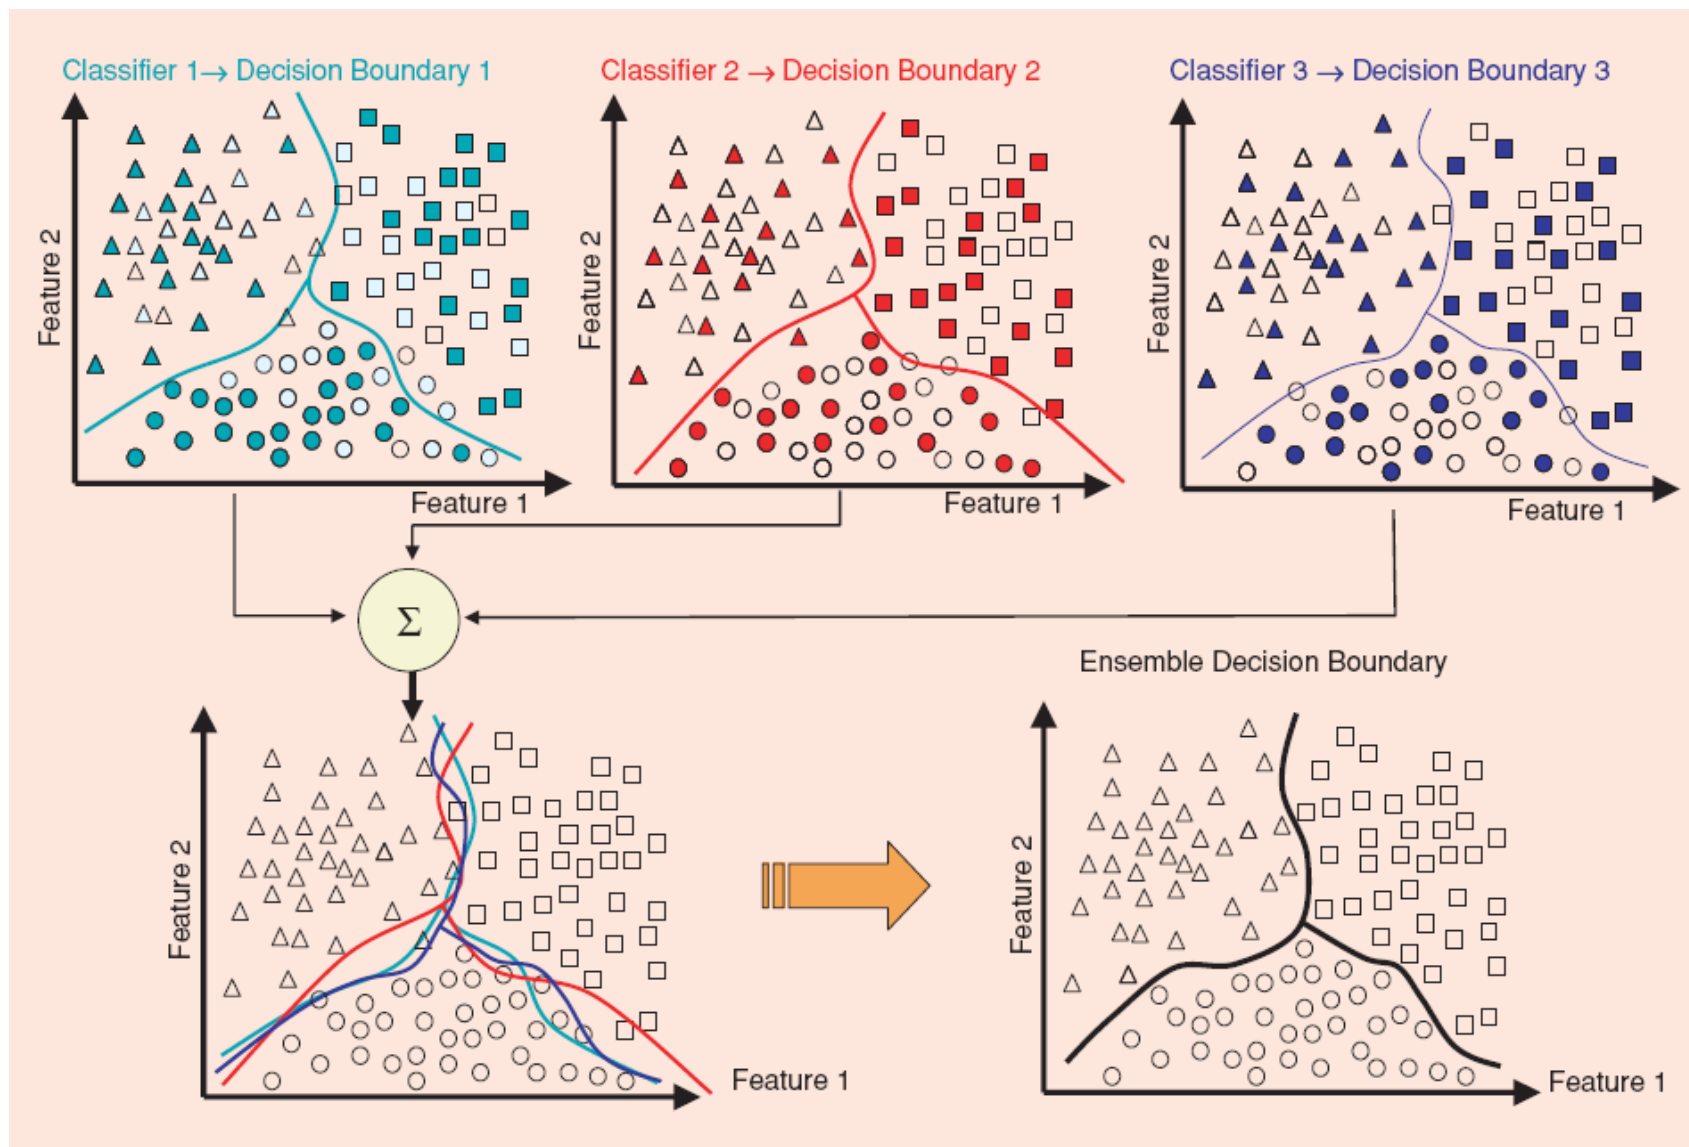 Classifier 1→ Decision Boundary 1
Classifier 2 → Decision Boundary 2
Classifier 3 → Decision Boundary 3
Feature 2
Feature 1
Feature 2
Feature 1
Feature 2
Feature 1
Σ
Ensemble Decision Boundary
Feature 2
Feature 1
Feature 2
Feature 1